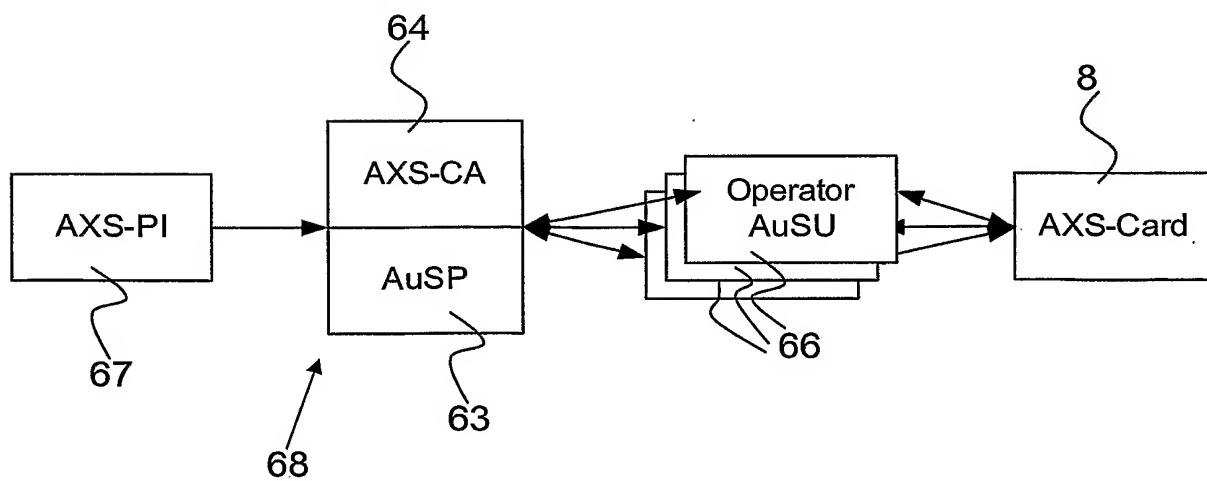 64
8
AXS-CA
Operator
AuSU
AXS-PI
AXS-Card
AuSP
66
67
63
68